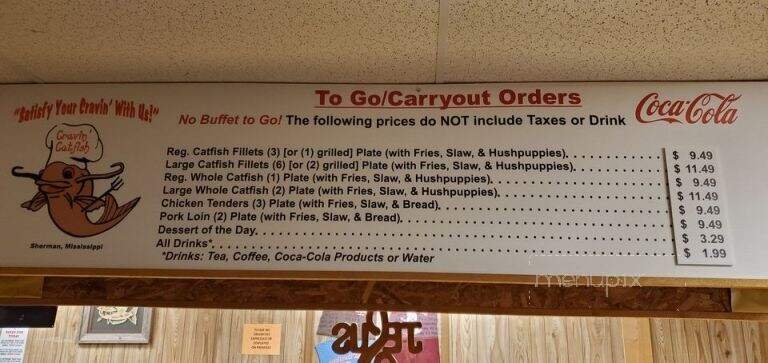 "Satisfy Your Cravin' With Us!"
Cravin'
Catfish
Sherman, Mississippi
To Go/Carryout Orders
No Buffet to Go! The following prices do NOT include Taxes or Drink
Coca-Cola
Reg. Catfish Fillets (3) [or (1) grilled] Plate (with Fries, Slaw, & Hushpuppies). $ 9.49
Large Catfish Fillets (6) [or (2) grilled] Plate (with Fries, Slaw, & Hushpuppies). $ 11.49
Reg. Whole Catfish (1) Plate (with Fries, Slaw, & Hushpuppies). $ 9.49
Large Whole Catfish (2) Plate (with Fries, Slaw, & Hushpuppies). $ 11.49
Chicken Tenders (3) Plate (with Fries, Slaw, & Bread). $ 9.49
Pork Loin (2) Plate (with Fries, Slaw, & Bread). $ 9.49
Dessert of the Day. $ 3.29
All Drinks*. $ 1.99
*Drinks: Tea, Coffee, Coca-Cola Products or Water
menupix